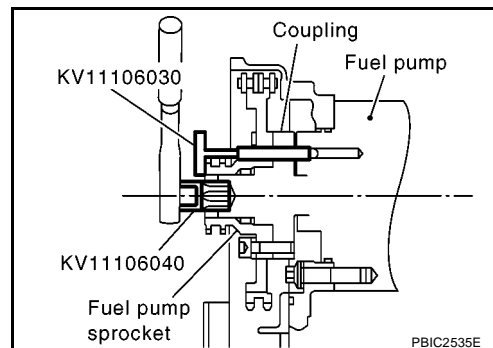 Coupling
Fuel pump
KV11106030
KV11106040
Fuel pump
sprocket
PBIC2535E